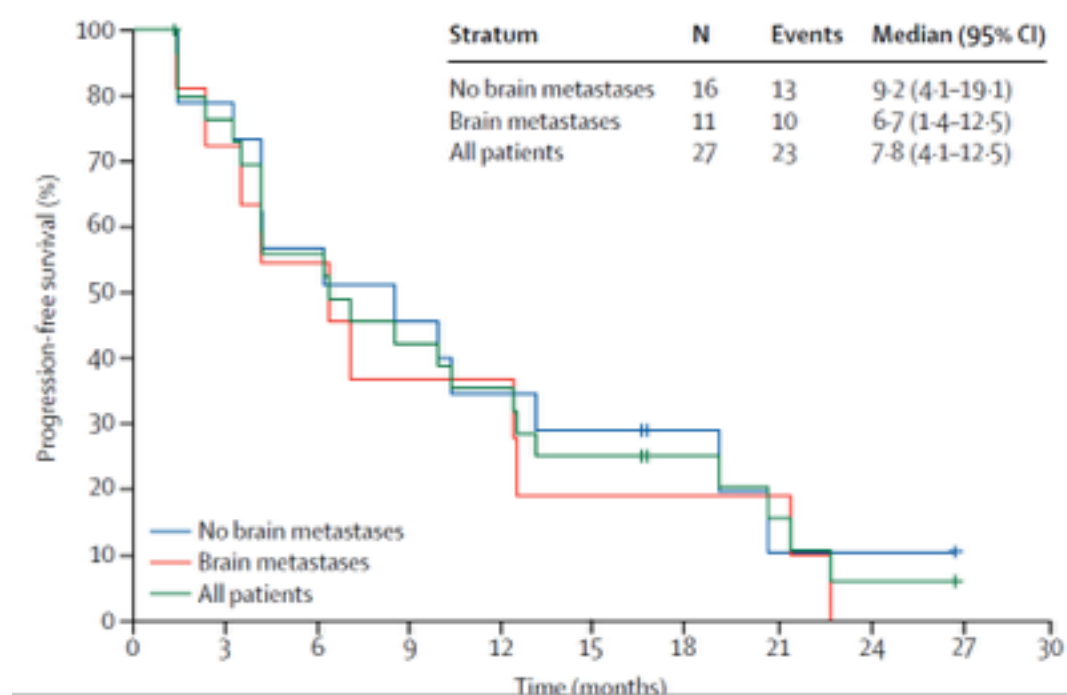 Stratum N Events Median (95% CI)
No brain metastases 16 13 9·2 (4·1–19·1)
Brain metastases 11 10 6·7 (1·4–12·5)
All patients 27 23 7·8 (4·1–12·5)
Progression-free survival (%)
100
80
70
60
50
40
30
20
10
0
No brain metastases
Brain metastases
All patients
0 3 6 9 12 15 18 21 24 27 30
Time (months)